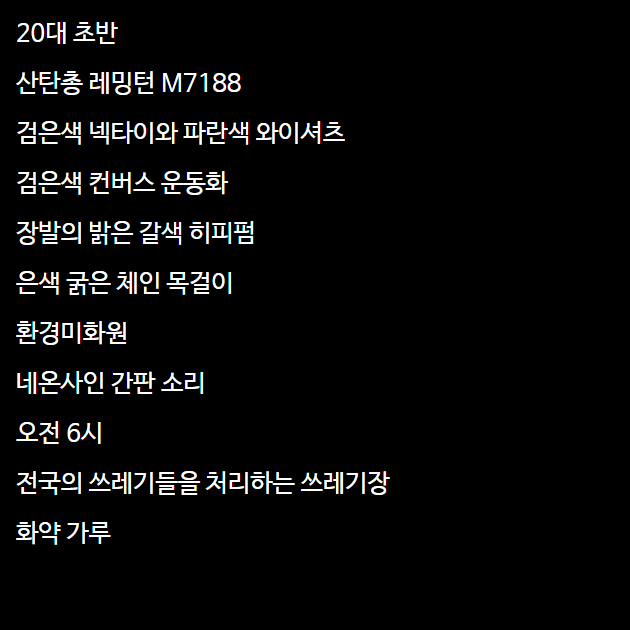 20대 초반
산탄총 레밍턴 M7188
검은색 넥타이와 파란색 와이셔츠
검은색 컨버스 운동화
장발의 밝은 갈색 히피펌
은색 굵은 체인 목걸이
환경미화원
네온사인 간판 소리
오전 6시
전국의 쓰레기들을 처리하는 쓰레기장
화약 가루